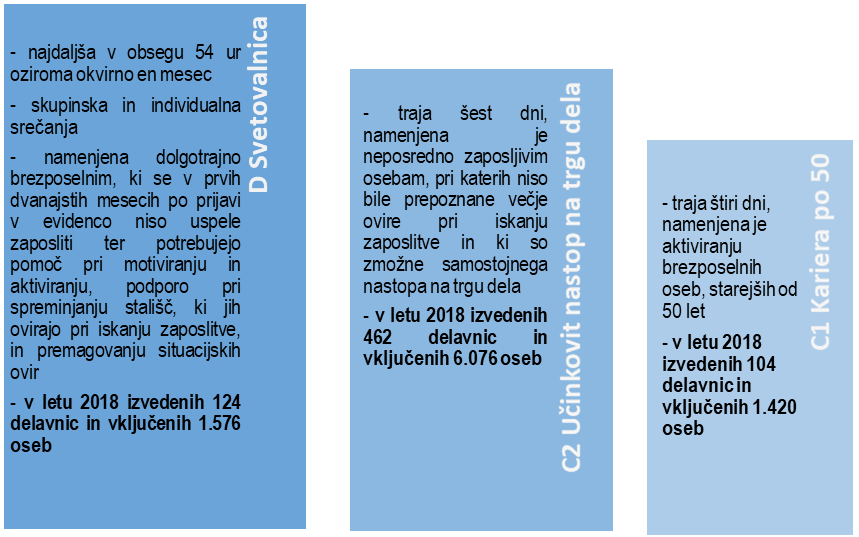 D Svetovalnica
- najdaljša v obsegu 54 ur
oziroma okvirno en mesec
- skupinska in individualna
srečanja
- namenjena dolgotrajno
brezposelnim, ki se v prvih
dvanajstih mesecih po prijavi
v evidenco niso uspele
zaposliti ter potrebujejo
pomoč pri motiviranju in
aktiviranju, podporo pri
spreminjanju stališč, ki jih
ovirajo pri iskanju zaposlitve,
in premagovanju situacijskih
ovir
- v letu 2018 izvedenih 124
delavnic in vključenih 1.576
oseb
C2 Učinkovit nastop na trgu dela
- traja šest dni,
namenjena je
neposredno zaposljivim
osebam, pri katerih niso
bile prepoznane večje
ovire pri iskanju
zaposlitve in ki so
zmožne samostojnega
nastopa na trgu dela
- v letu 2018 izvedenih
462 delavnic in
vključenih 6.076 oseb
C1 Kariera po 50
- traja štiri dni,
namenjena je
aktiviranju
brezposelnih
oseb, starejših od
50 let
- v letu 2018
izvedenih 104
delavnic in
vključenih 1.420
oseb